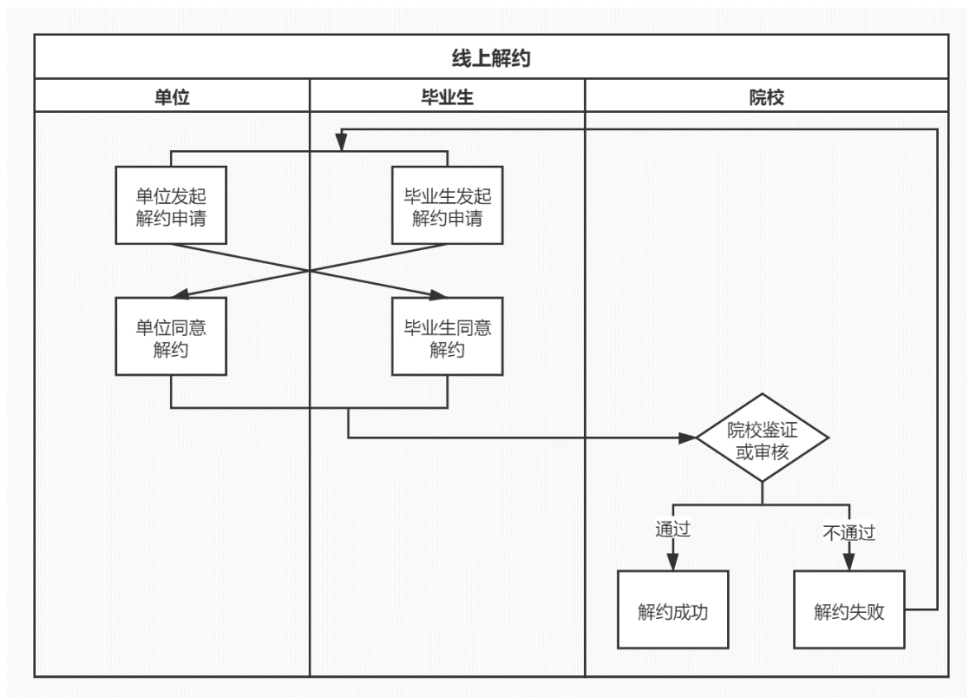 线上解约
单位
毕业生
院校
单位发起
解约申请
毕业生发起
解约申请
单位同意
解约
毕业生同意
解约
院校鉴证
或审核
通过
不通过
解约成功
解约失败